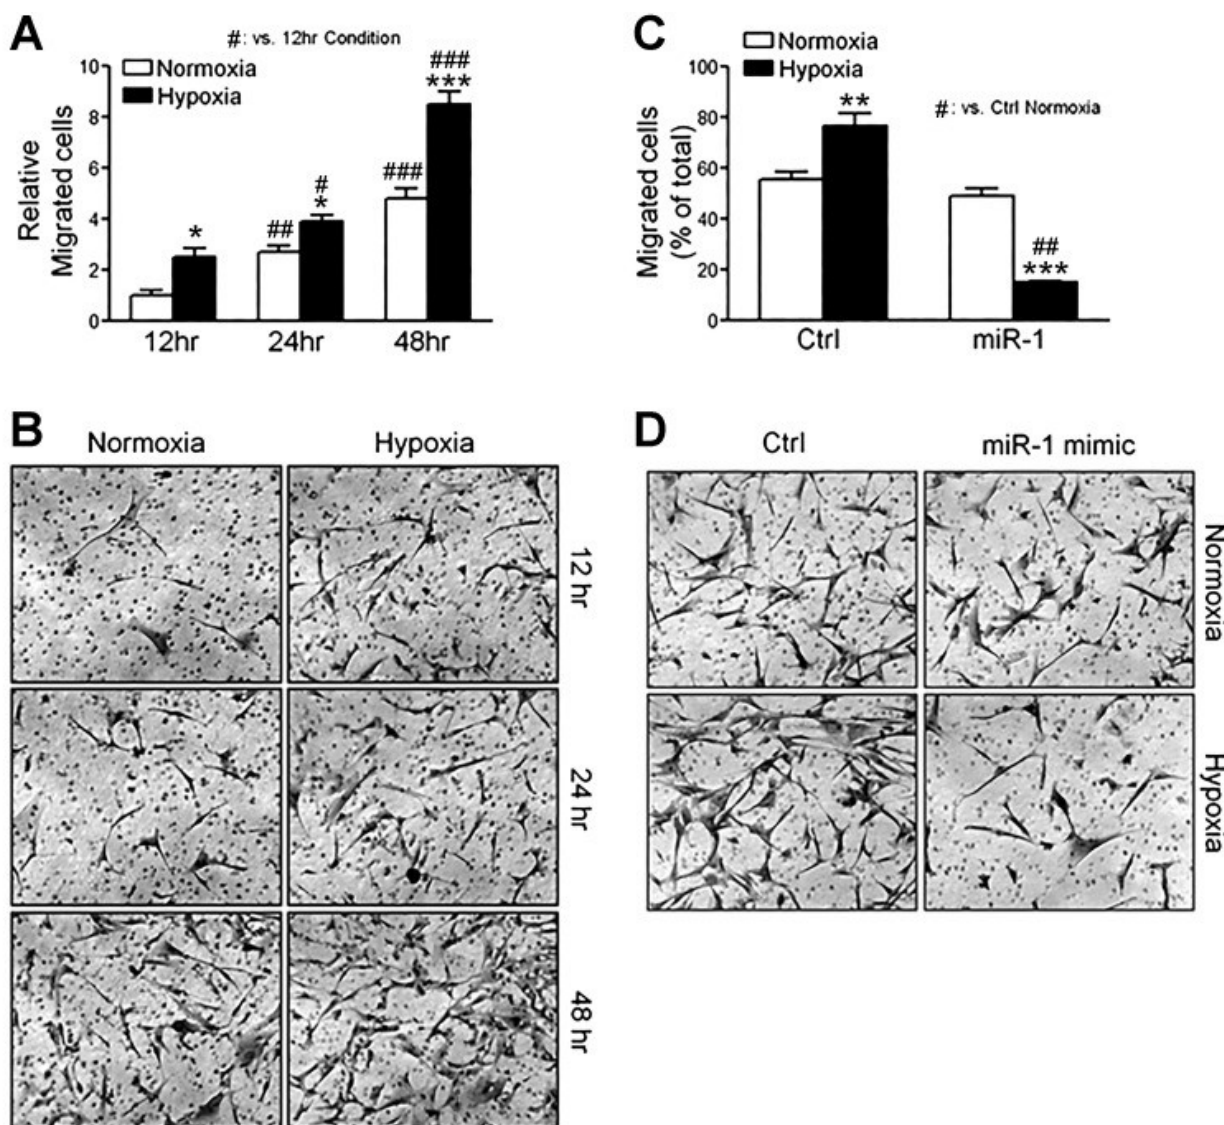 A
#: vs. 12hr Condition
Normoxia
Hypoxia
Relative
Migrated cells
10
8
6
4
2
0
*
##
#
*
###
###
***
12hr
24hr
48hr
C
Normoxia
Hypoxia
#: vs. Ctrl Normoxia
Migrated cells
(% of total)
100
80
60
40
20
0
**
##
***
Ctrl
miR-1
B
Normoxia
Hypoxia
12 hr
24 hr
48 hr
D
Ctrl
miR-1 mimic
Normoxia
Hypoxia